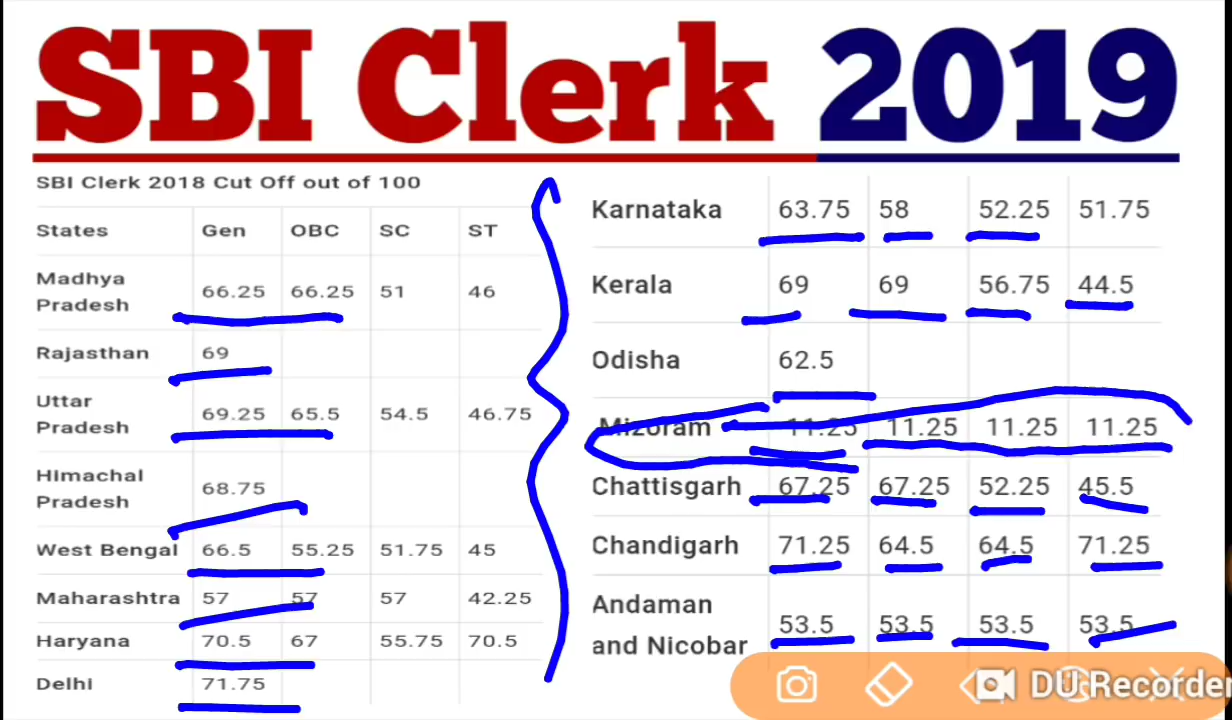 SBI Clerk 2019
SBI Clerk 2018 Cut Off out of 100
States Gen OBC SC ST
Madhya
Pradesh 66.25 66.25 51 46
Rajasthan 69
Uttar
Pradesh 69.25 65.5 54.5 46.75
Himachal
Pradesh 68.75
West Bengal 66.5 55.25 51.75 45
Maharashtra 57 57 57 42.25
Haryana 70.5 67 55.75 70.5
Delhi 71.75
Karnataka 63.75 58 52.25 51.75
Kerala 69 69 56.75 44.5
Odisha 62.5
Mizoram 11.25 11.25 11.25 11.25
Chattisgarh 67.25 67.25 52.25 45.5
Chandigarh 71.25 64.5 64.5 71.25
Andaman
and Nicobar 53.5 53.5 53.5 53.5
DU Recorder